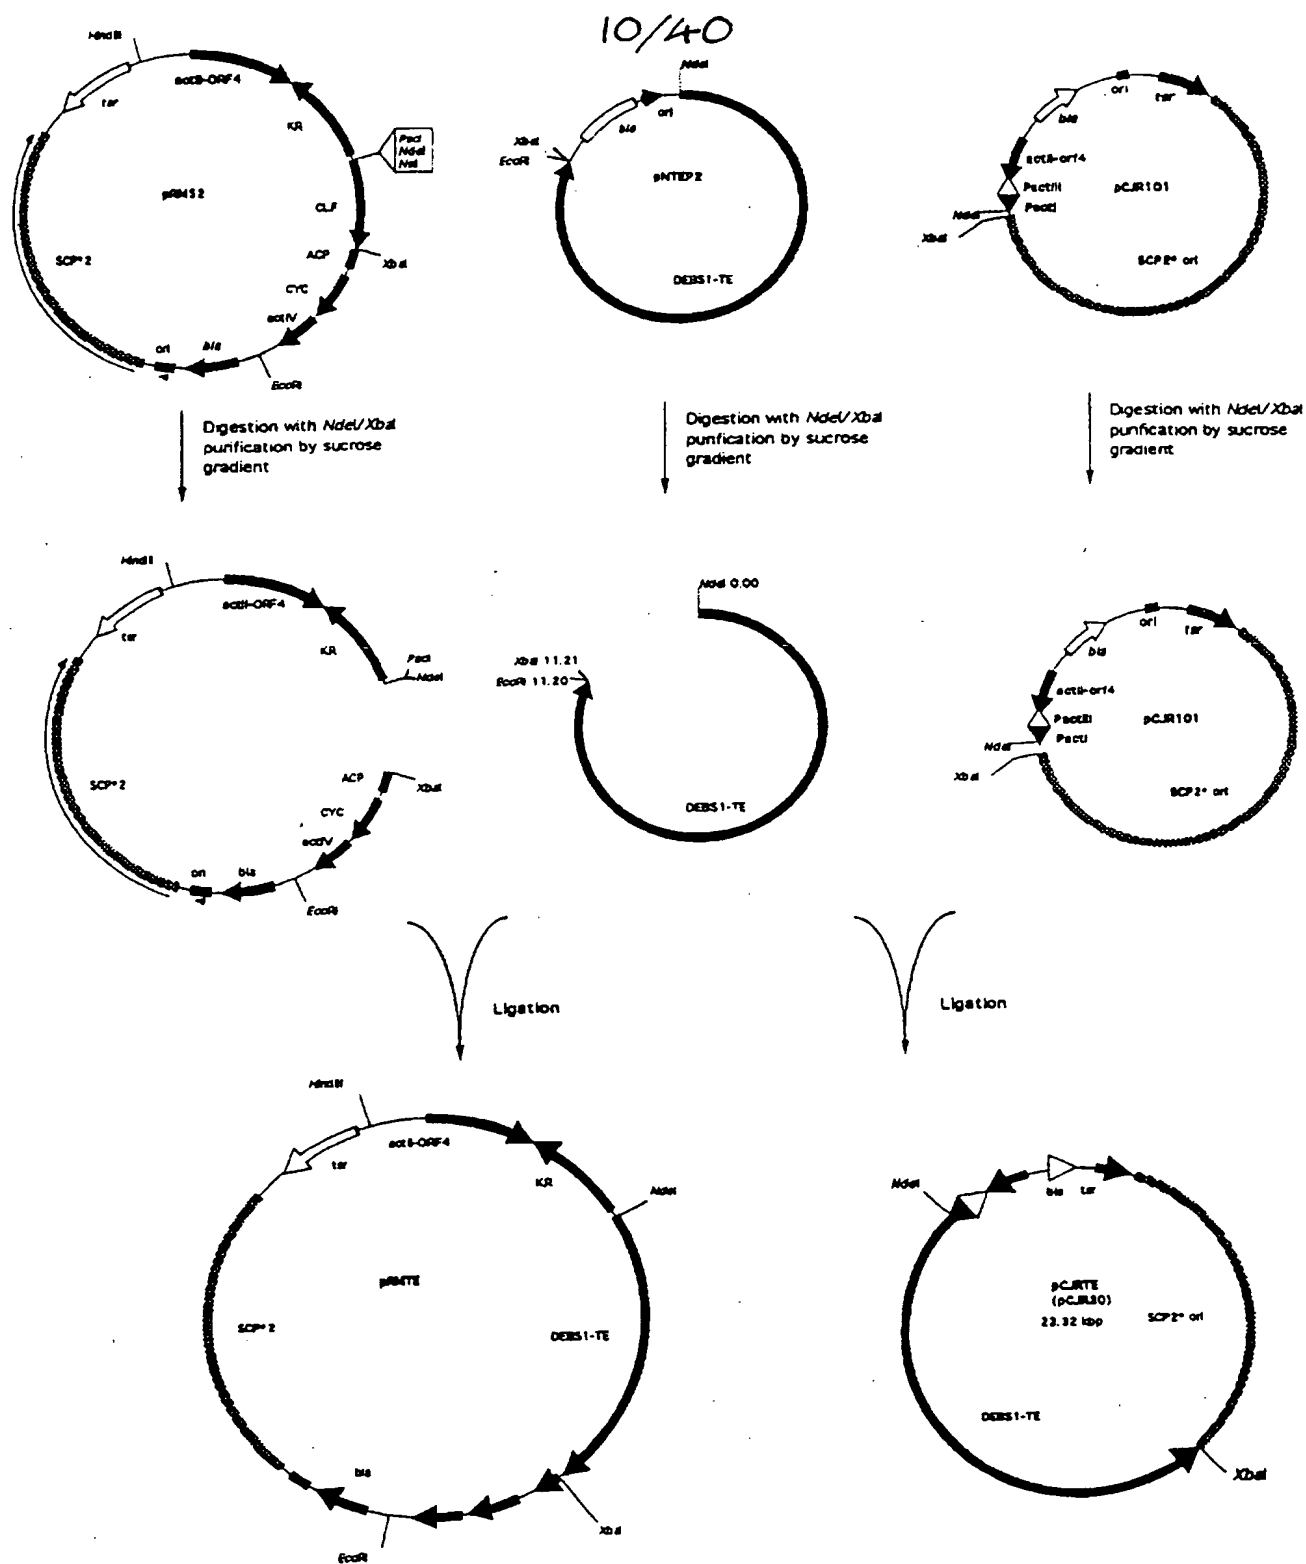 10/40
HindIII
actII-ORF4
tsr
KR
PacI
NdeI
NsiI
pRMS2
CLF
ACP
XbaI
SCP*2
CYC
actIV
ori
bla
EcoRI
NdeI
ori
bla
XbaI
EcoRI
pNTEP2
DEBS1-TE
ori
tsr
bla
actII-orf4
PactIII
PactI
pCJR101
NdeI
XbaI
SCP2* ori
Digestion with NdeI/XbaI
purification by sucrose
gradient
Digestion with NdeI/XbaI
purification by sucrose
gradient
Digestion with NdeI/XbaI
purification by sucrose
gradient
HindIII
actII-ORF4
tsr
KR
PacI
NdeI
SCP*2
ACP
XbaI
CYC
actIV
ori
bla
EcoRI
NdeI 0.00
XbaI 11.21
EcoRI 11.20
DEBS1-TE
ori
tsr
bla
actII-orf4
PactIII
PactI
pCJR101
NdeI
XbaI
SCP2* ori
Ligation
Ligation
HindIII
actII-ORF4
tsr
KR
NdeI
pRMTE
SCP*2
DEBS1-TE
bla
XbaI
EcoRI
NdeI
bla
tsr
pCJRTE
(pCJR30)
23.32 kbp
SCP2* ori
DEBS1-TE
XbaI